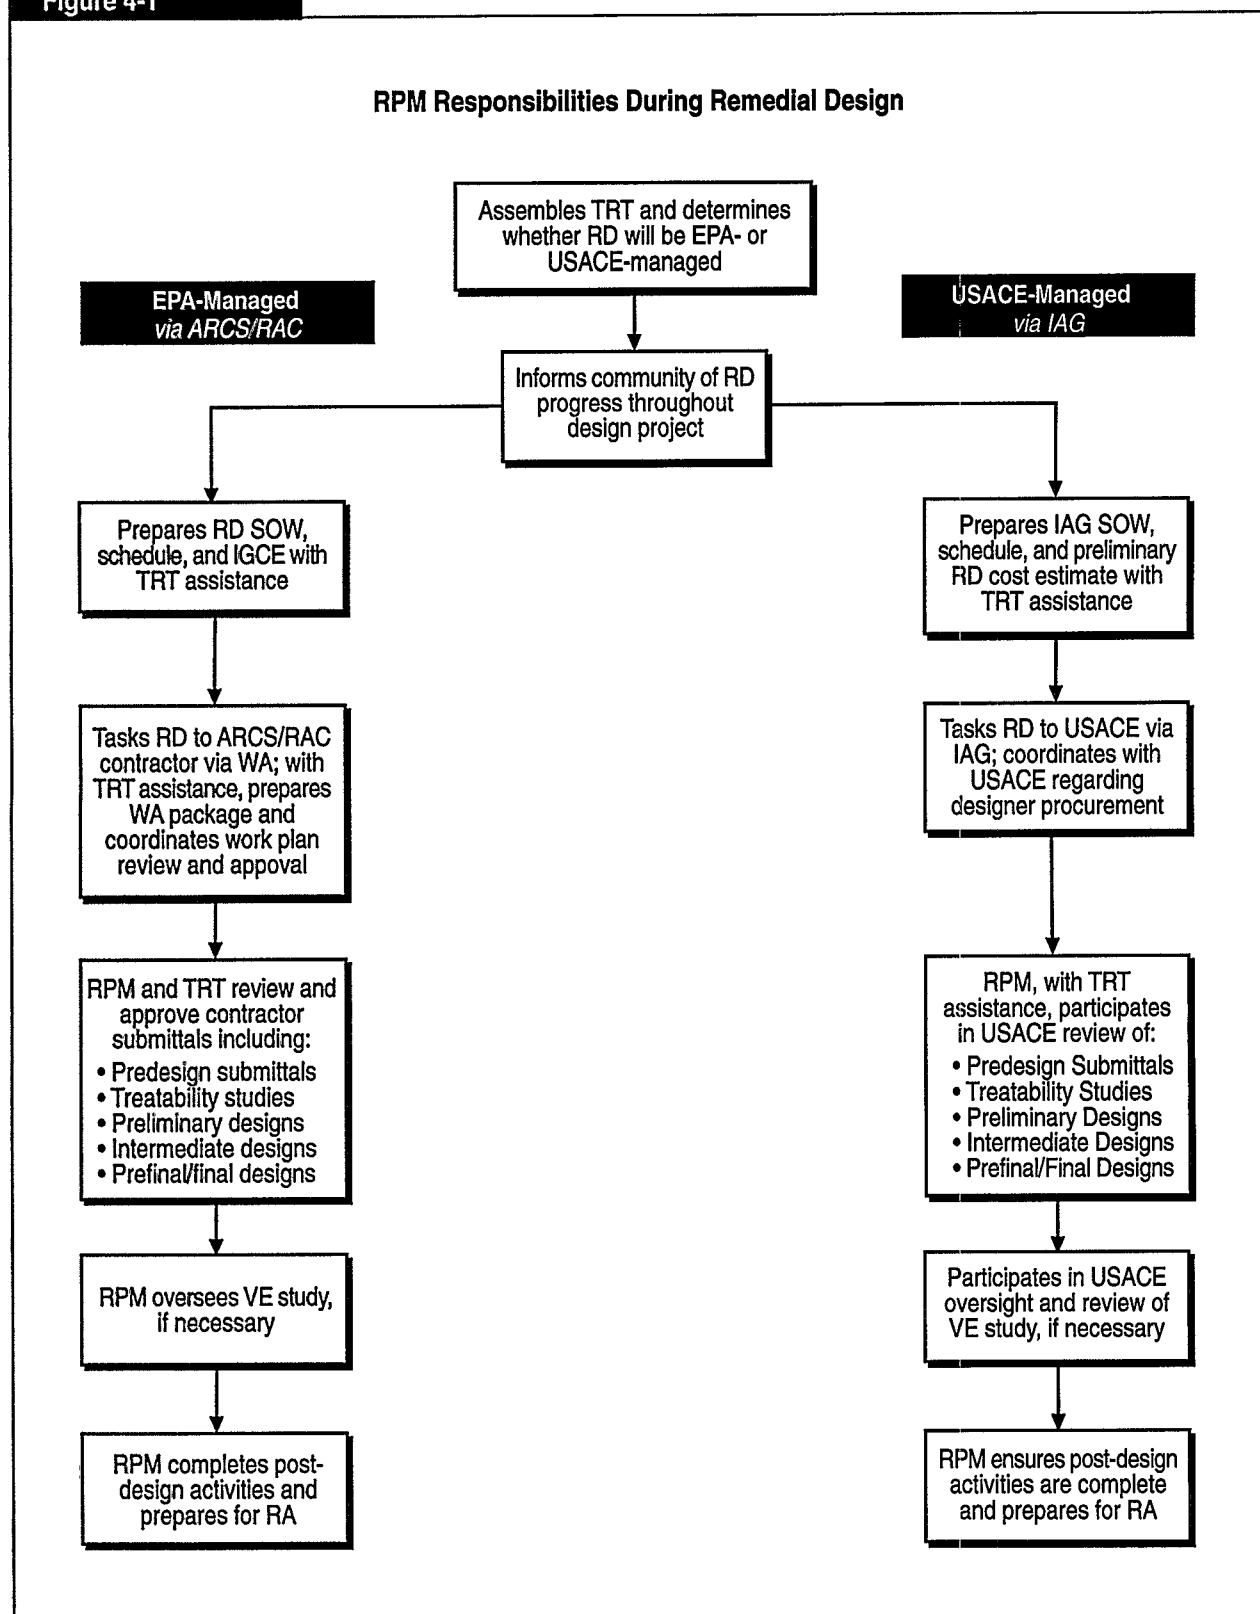 Figure 4-1
RPM Responsibilities During Remedial Design
Assembles TRT and determines
whether RD will be EPA- or
USACE-managed
EPA-Managed
via ARCS/RAC
USACE-Managed
via IAG
Informs community of RD
progress throughout
design project
Prepares RD SOW,
schedule, and IGCE with
TRT assistance
Tasks RD to ARCS/RAC
contractor via WA; with
TRT assistance, prepares
WA package and
coordinates work plan
review and appoval
RPM and TRT review and
approve contractor
submittals including:
• Predesign submittals
• Treatability studies
• Preliminary designs
• Intermediate designs
• Prefinal/final designs
RPM oversees VE study,
if necessary
RPM completes post-
design activities and
prepares for RA
Prepares IAG SOW,
schedule, and preliminary
RD cost estimate with
TRT assistance
Tasks RD to USACE via
IAG; coordinates with
USACE regarding
designer procurement
RPM, with TRT
assistance, participates
in USACE review of:
• Predesign Submittals
• Treatability Studies
• Preliminary Designs
• Intermediate Designs
• Prefinal/Final Designs
Participates in USACE
oversight and review of
VE study, if necessary
RPM ensures post-design
activities are complete
and prepares for RA